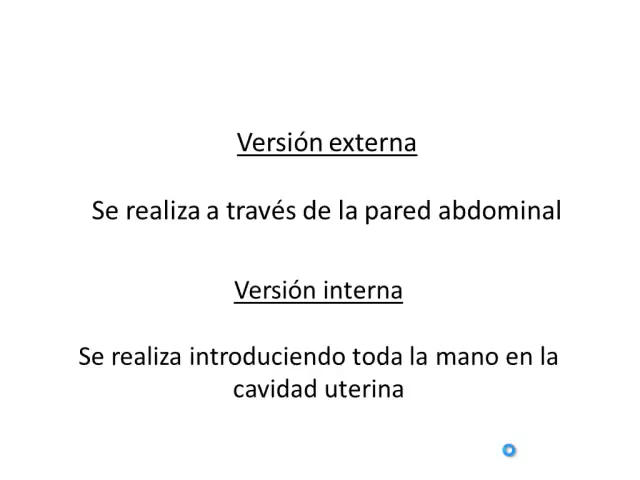 Versión externa
Se realiza a través de la pared abdominal
Versión interna
Se realiza introduciendo toda la mano en la
cavidad uterina